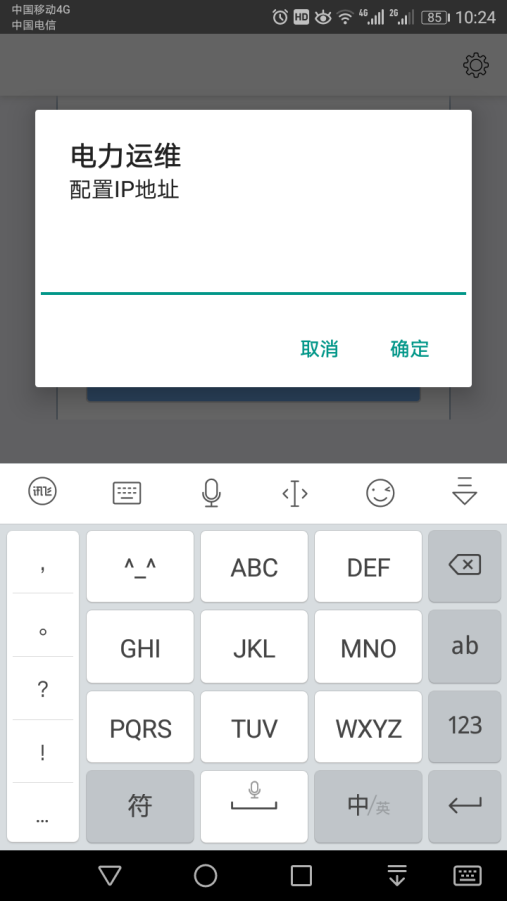 中国移动4G
中国电信
HD 4G 2G 85 10:24
电力运维
配置IP地址
取消 确定
讯飞
, ^_^ ABC DEF
。 GHI JKL MNO ab
? PQRS TUV WXYZ 123
!
... 符 中/英